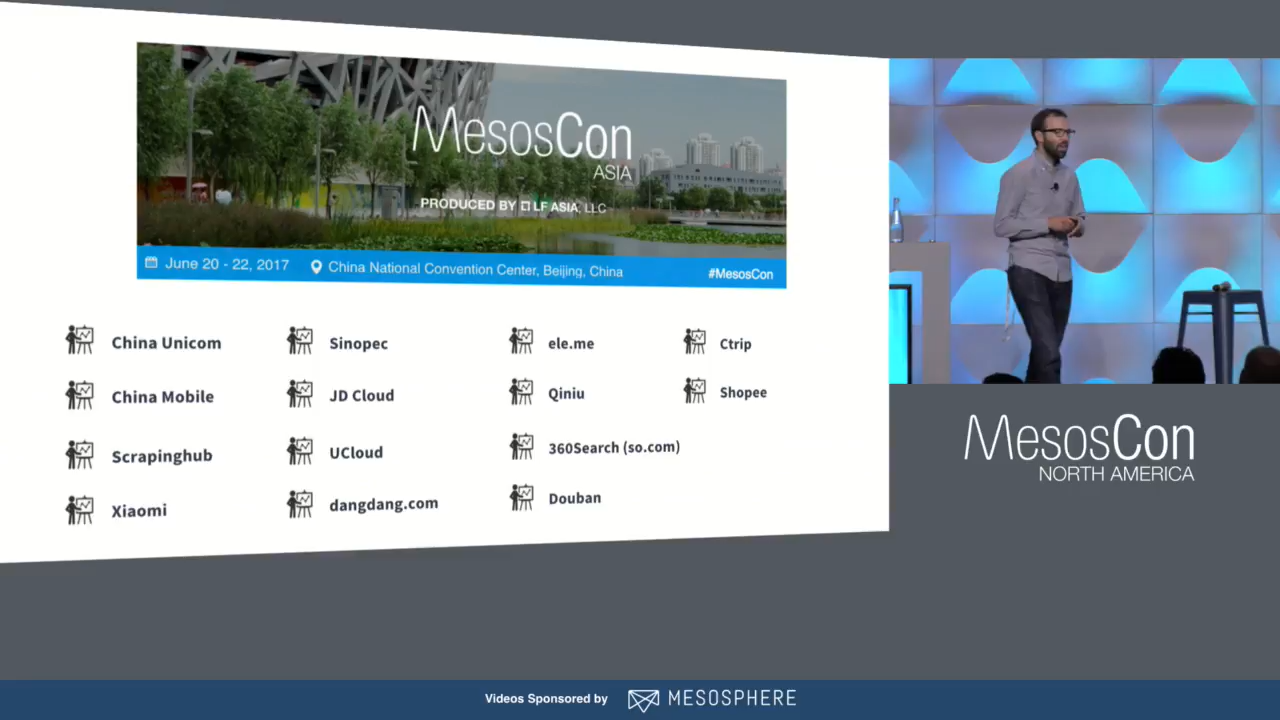 MesosCon
ASIA
PRODUCED BY LF ASIA, LLC
June 20 - 22, 2017
China National Convention Center, Beijing, China
#MesosCon
China Unicom
Sinopec
ele.me
Ctrip
China Mobile
JD Cloud
Qiniu
Shopee
Scrapinghub
UCloud
360Search (so.com)
Xiaomi
dangdang.com
Douban
MesosCon
NORTH AMERICA
Videos Sponsored by MESOSPHERE